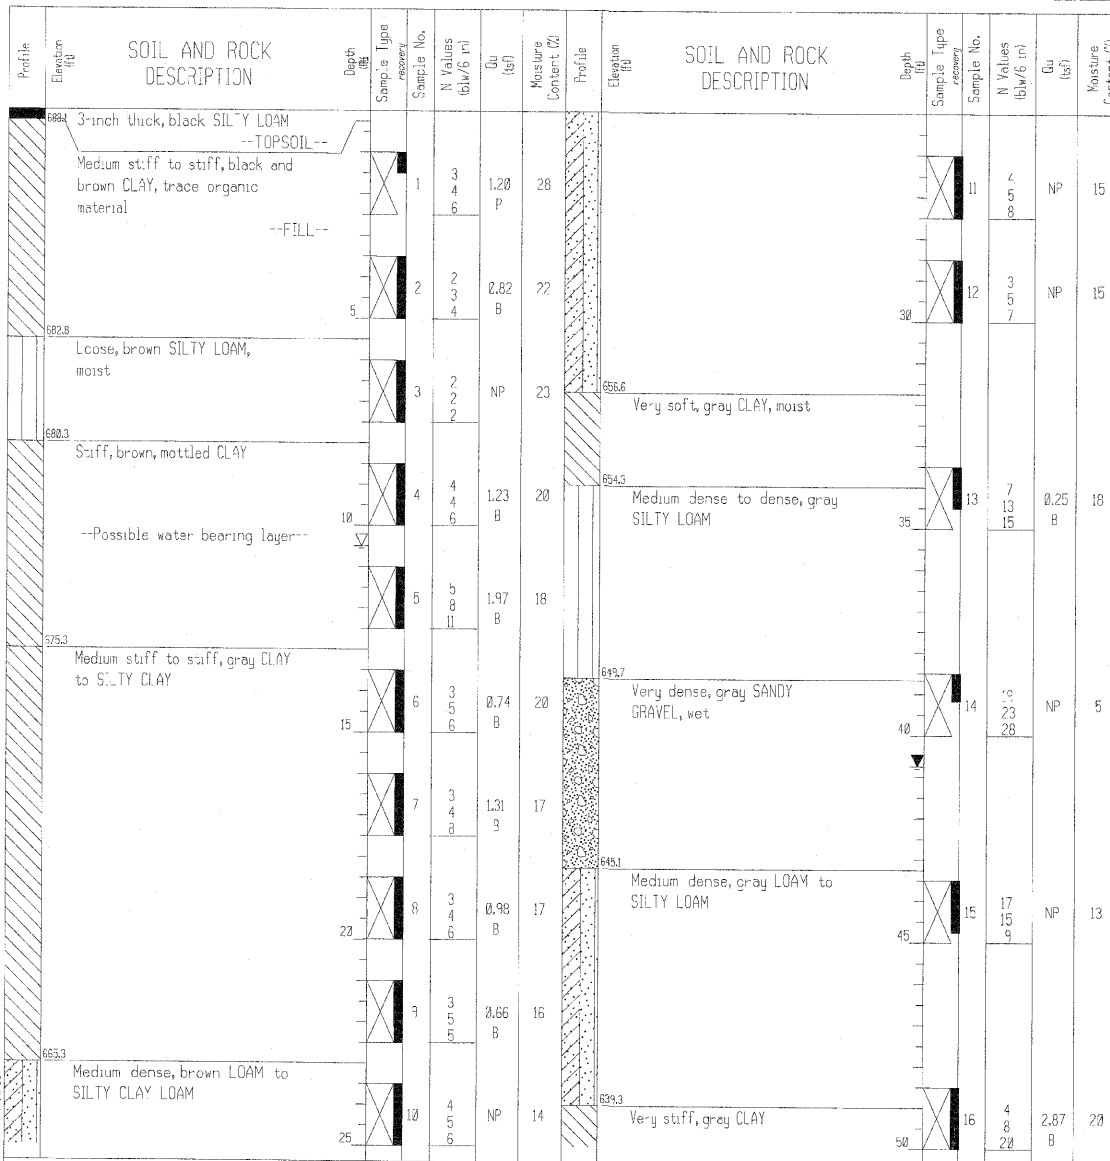 Profile
Elevation (ft)
SOIL AND ROCK DESCRIPTION
Depth (ft)
Sample Type
recovery
Sample No.
N Values (blw/6 in)
Qu (tsf)
Moisture Content (%)
3-inch thick, black SILTY LOAM
--TOPSOIL--
Medium stiff to stiff, black and
brown CLAY, trace organic
material
--FILL--
1 3 4 6 1.20 P 28
5 2 2 3 4 0.82 B 22
682.8
Loose, brown SILTY LOAM,
moist
3 2 2 2 NP 23
680.3
Stiff, brown, mottled CLAY
10 4 4 4 6 1.23 B 20
--Possible water bearing layer--
5 5 8 11 1.97 B 18
675.3
Medium stiff to stiff, gray CLAY
to SILTY CLAY
15 6 3 5 6 0.74 B 20
7 3 4 8 1.31 B 17
20 8 3 4 6 0.98 B 17
9 3 5 5 0.66 B 16
665.3
Medium dense, brown LOAM to
SILTY CLAY LOAM
25 10 4 5 6 NP 14
Profile
Elevation (ft)
SOIL AND ROCK DESCRIPTION
Depth (ft)
Sample Type
recovery
Sample No.
N Values (blw/6 in)
Qu (tsf)
Moisture Content (%)
11 5 8 NP 15
30 12 3 5 7 NP 15
656.6
Very soft, gray CLAY, moist
654.3
Medium dense to dense, gray
SILTY LOAM
35 13 7 13 15 0.25 B 18
649.7
Very dense, gray SANDY
GRAVEL, wet
40 14 23 28 NP 5
645.1
Medium dense, gray LOAM to
SILTY LOAM
45 15 17 15 9 NP 13
639.3
Very stiff, gray CLAY
50 16 4 8 20 2.87 B 20